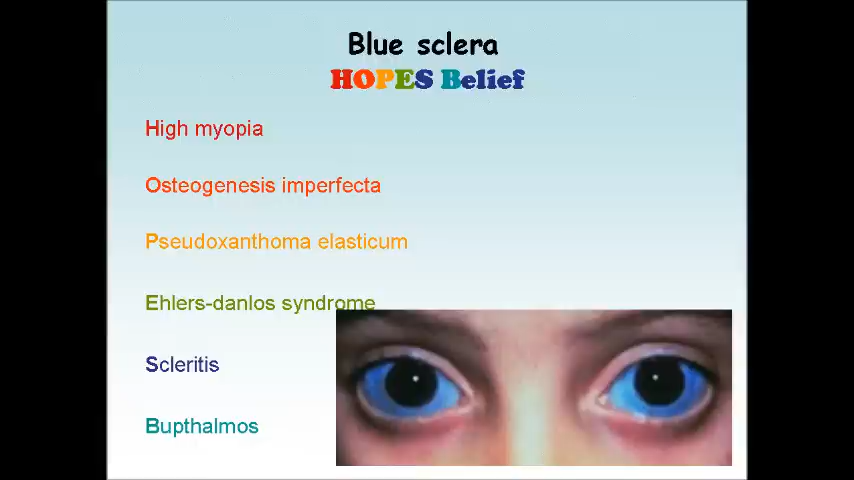 Blue sclera
HOPES Belief
High myopia
Osteogenesis imperfecta
Pseudoxanthoma elasticum
Ehlers-danlos syndrome
Scleritis
Bupthalmos